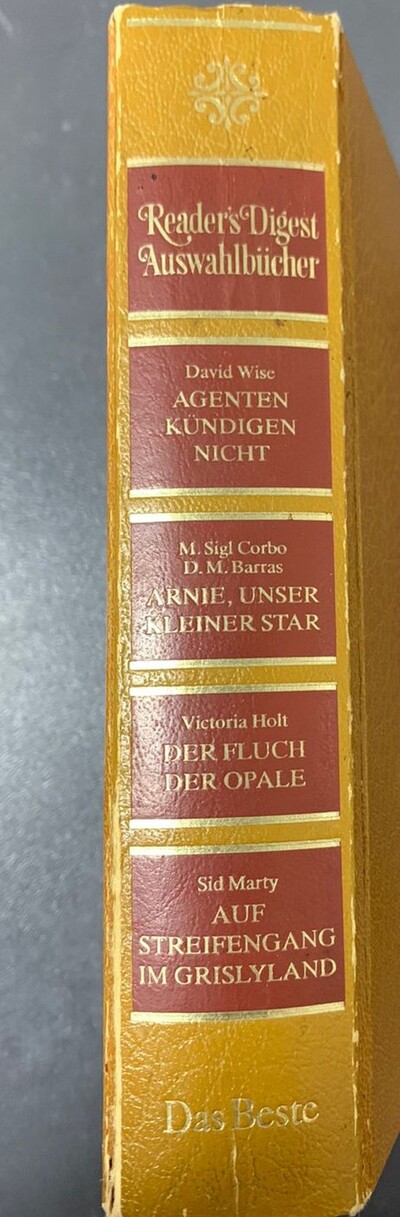 Reader's Digest
Auswahlbücher
David Wise
AGENTEN
KÜNDIGEN
NICHT
M. Sigl Corbo
D. M. Barras
ARNIE, UNSER
KLEINER STAR
Victoria Holt
DER FLUCH
DER OPALE
Sid Marty
AUF
STREIFENGANG
IM GRISLYLAND
Das Beste